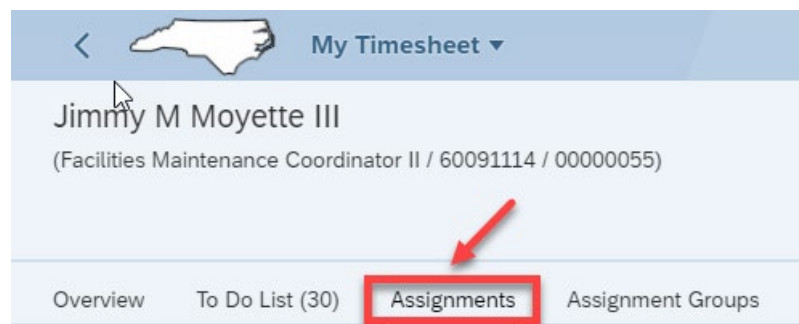 My Timesheet
Jimmy M Moyette III
(Facilities Maintenance Coordinator II / 60091114 / 00000055)
Overview To Do List (30) Assignments Assignment Groups